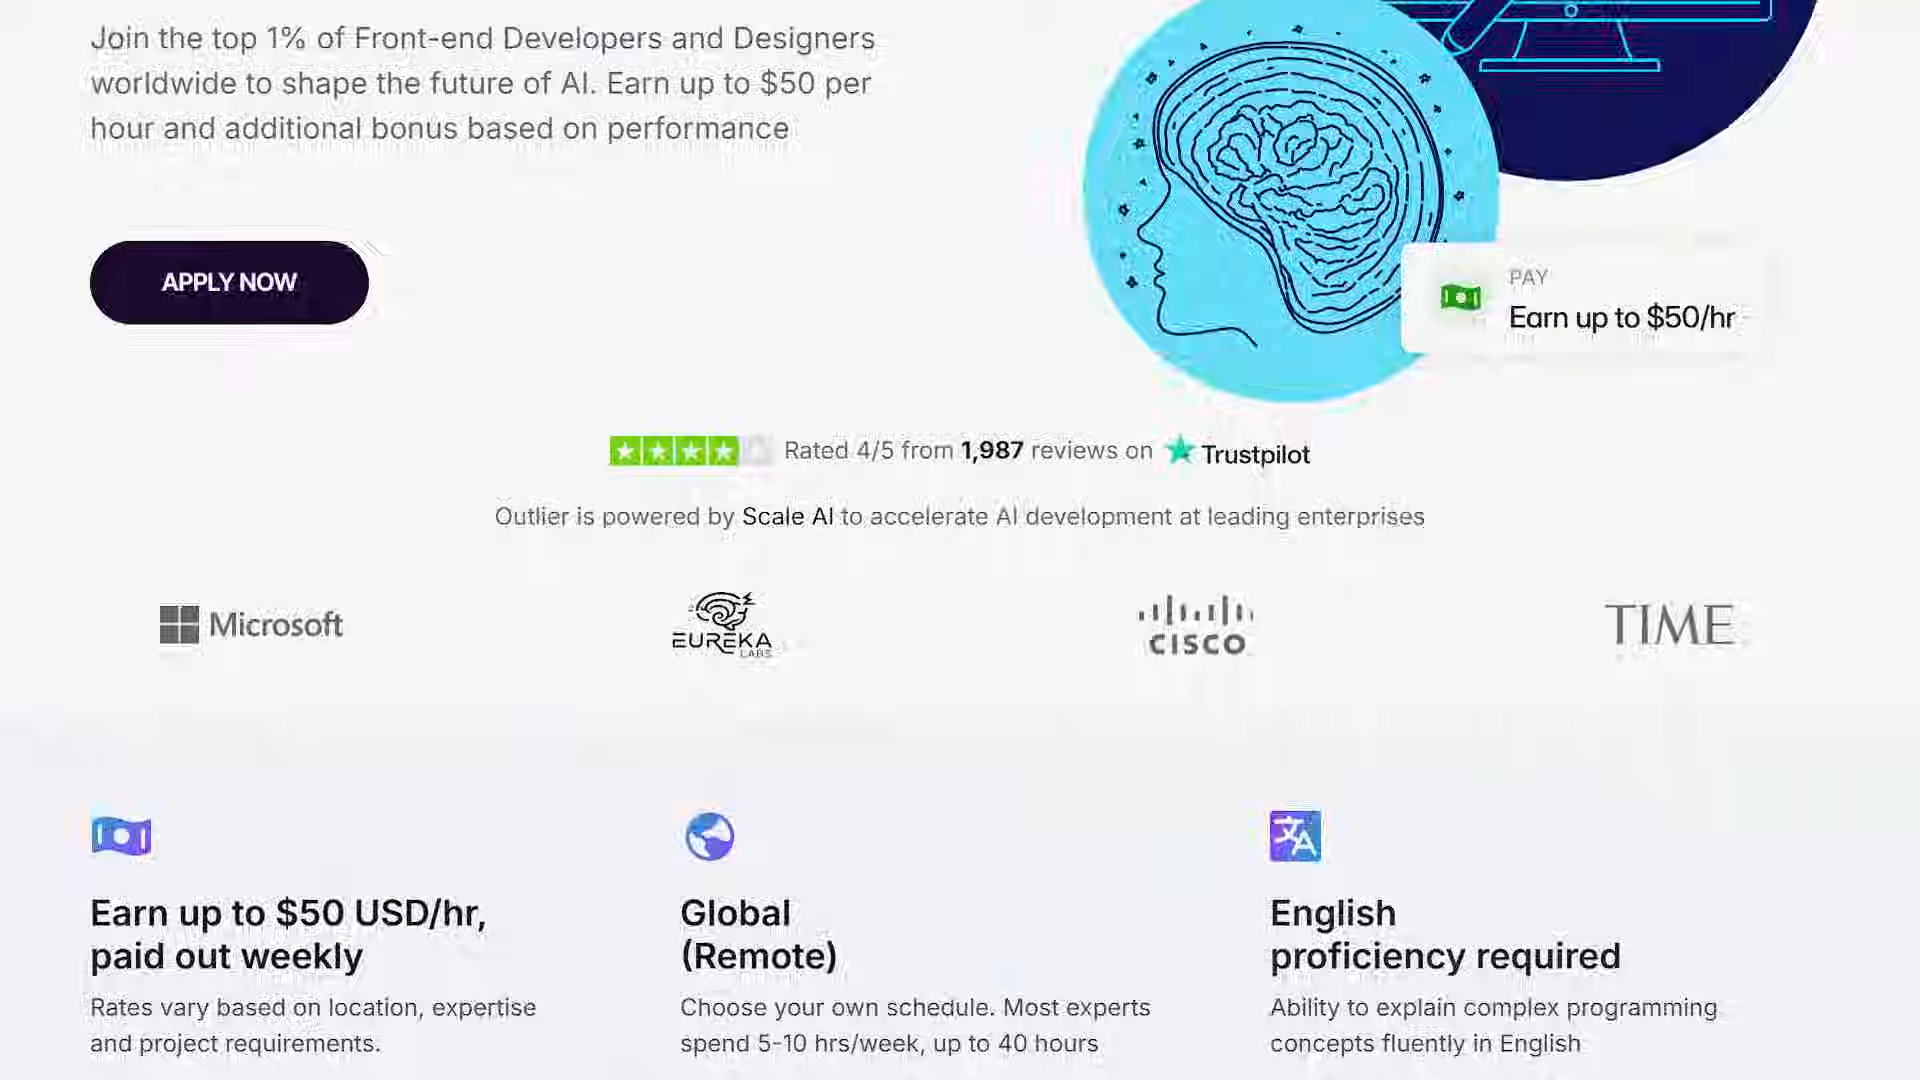 Join the top 1% of Front-end Developers and Designers
worldwide to shape the future of AI. Earn up to $50 per
hour and additional bonus based on performance
APPLY NOW
PAY
Earn up to $50/hr
Rated 4/5 from 1,987 reviews on Trustpilot
Outlier is powered by Scale AI to accelerate AI development at leading enterprises
Microsoft
EUREKA
LABS
CISCO
TIME
Earn up to $50 USD/hr,
paid out weekly
Rates vary based on location, expertise
and project requirements.
Global
(Remote)
Choose your own schedule. Most experts
spend 5-10 hrs/week, up to 40 hours
English
proficiency required
Ability to explain complex programming
concepts fluently in English